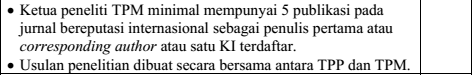 • Ketua peneliti TPM minimal mempunyai 5 publikasi pada
jurnal bereputasi internasional sebagai penulis pertama atau
corresponding author atau satu KI terdaftar.
• Usulan penelitian dibuat secara bersama antara TPP dan TPM.